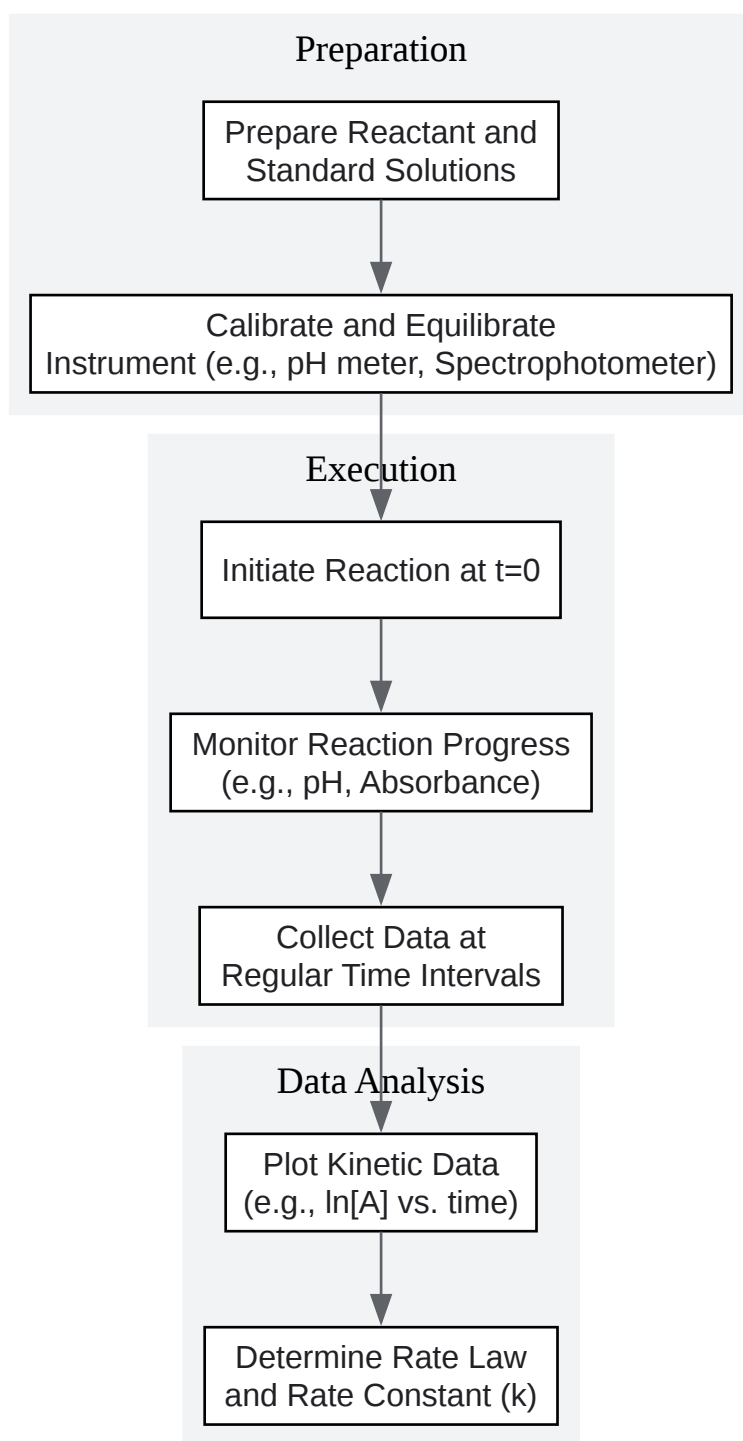 Preparation
Prepare Reactant and
Standard Solutions
Calibrate and Equilibrate
Instrument (e.g., pH meter, Spectrophotometer)
Execution
Initiate Reaction at t=0
Monitor Reaction Progress
(e.g., pH, Absorbance)
Collect Data at
Regular Time Intervals
Data Analysis
Plot Kinetic Data
(e.g., ln[A] vs. time)
Determine Rate Law
and Rate Constant (k)